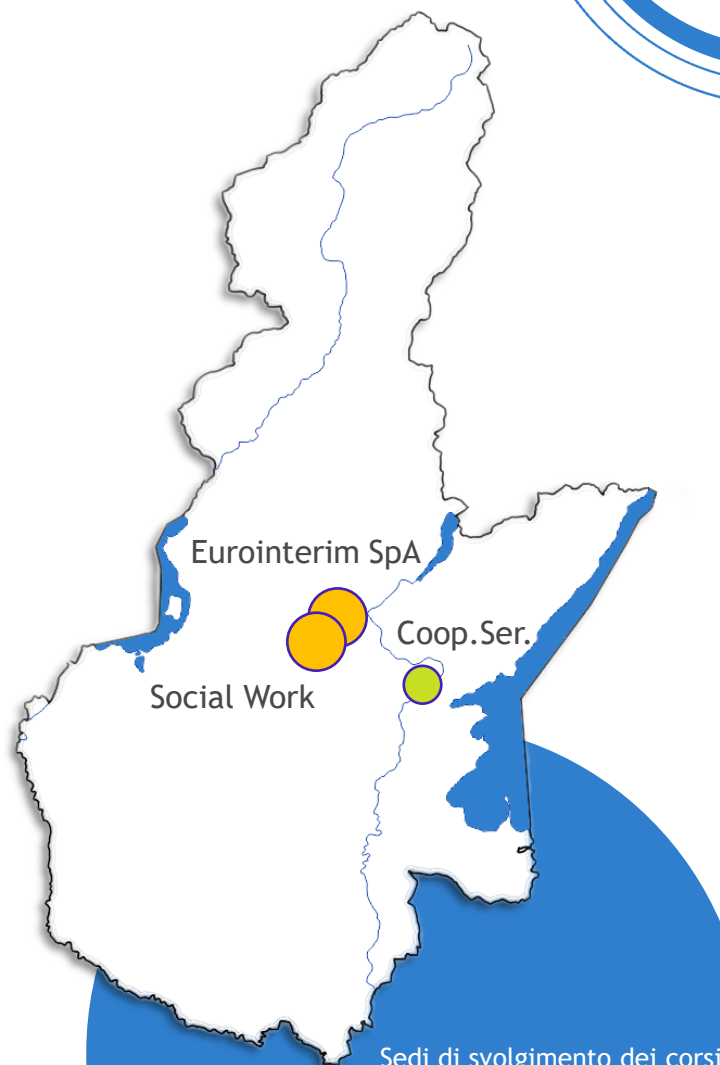 Eurointerim SpA
Coop.Ser.
Social Work
Sedi di svolgimento dei corsi